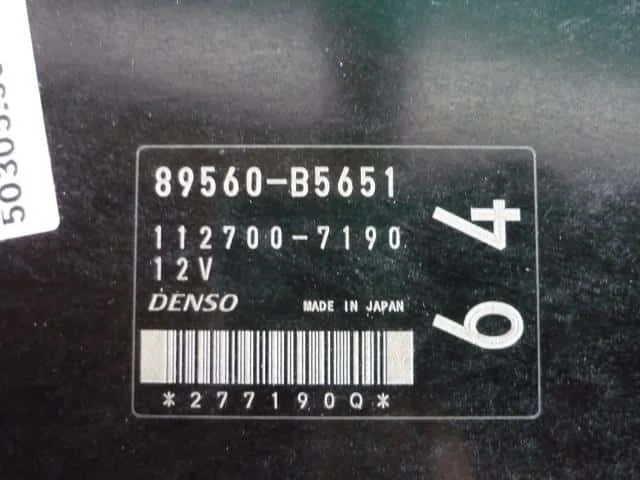 89560-B5651
112700-7190
12V
DENSO MADE IN JAPAN
*277190Q*
64